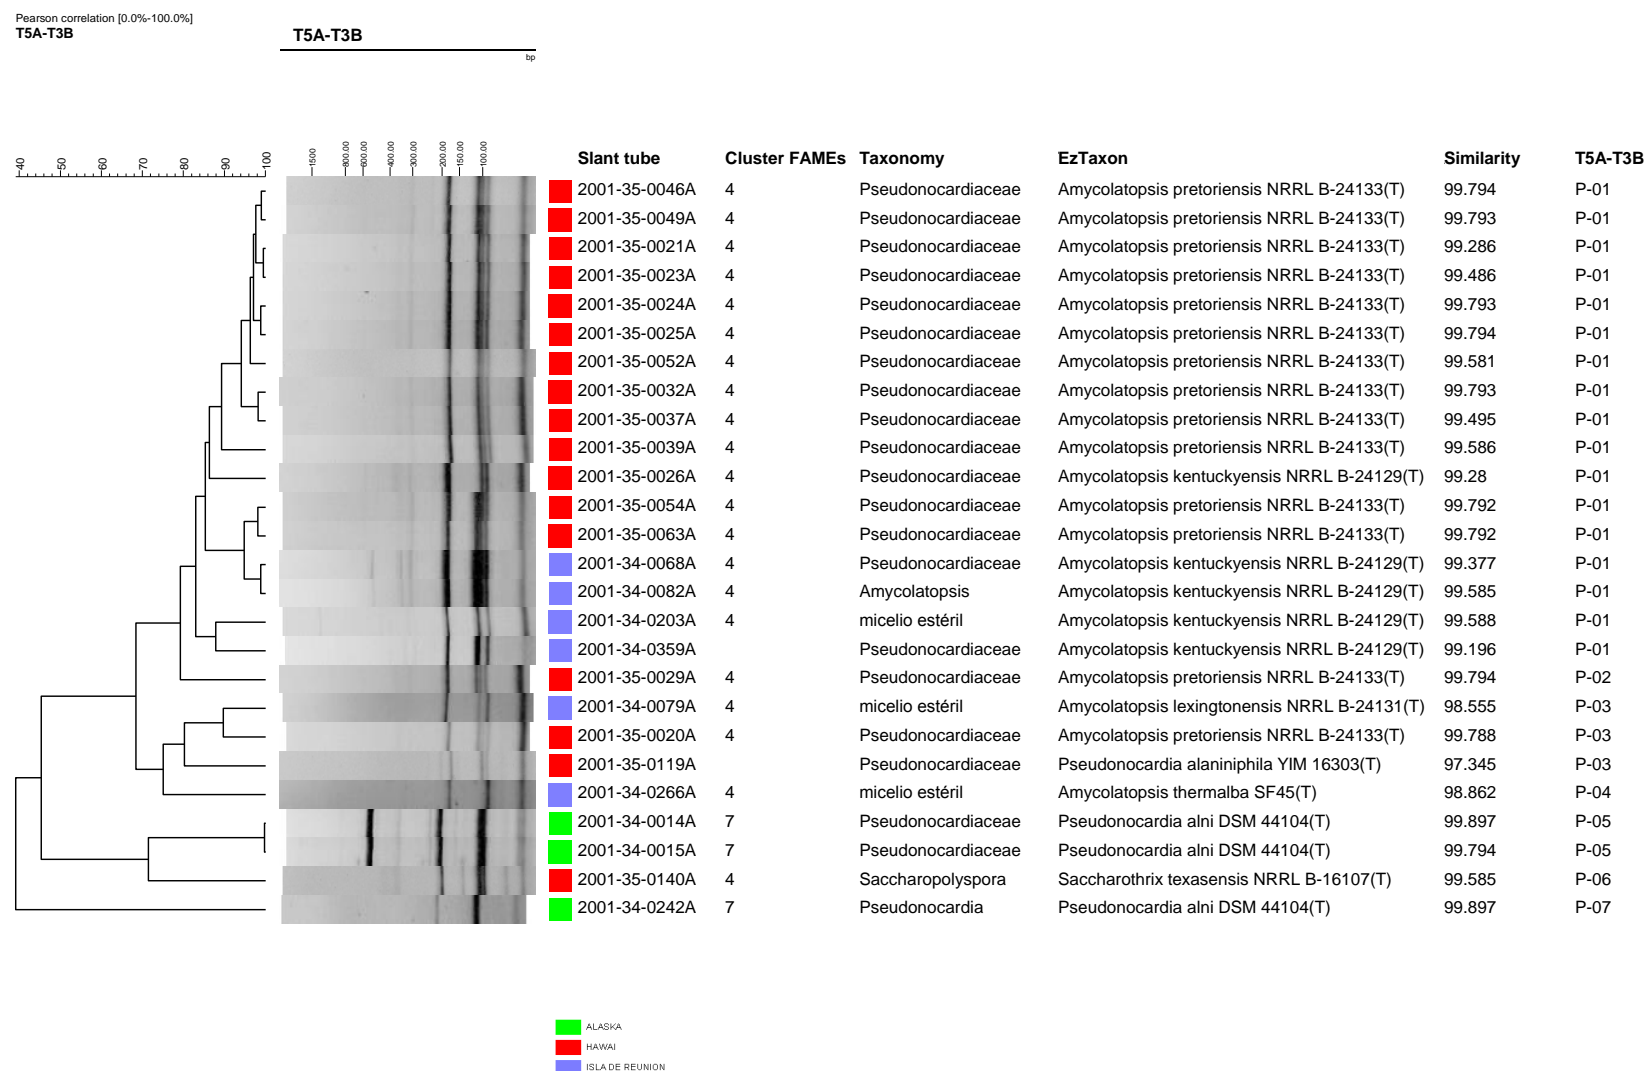 Pearson correlation [0.0%-100.0%]
T5A-T3B
T5A-T3B
bp
40 50 60 70 80 90 100 1500 800.00 600.00 400.00 300.00 200.00 150.00 100.00
Slant tube Cluster FAMEs Taxonomy EzTaxon Similarity T5A-T3B
2001-35-0046A 4 Pseudonocardiaceae Amycolatopsis pretoriensis NRRL B-24133(T) 99.794 P-01
2001-35-0049A 4 Pseudonocardiaceae Amycolatopsis pretoriensis NRRL B-24133(T) 99.793 P-01
2001-35-0021A 4 Pseudonocardiaceae Amycolatopsis pretoriensis NRRL B-24133(T) 99.286 P-01
2001-35-0023A 4 Pseudonocardiaceae Amycolatopsis pretoriensis NRRL B-24133(T) 99.486 P-01
2001-35-0024A 4 Pseudonocardiaceae Amycolatopsis pretoriensis NRRL B-24133(T) 99.793 P-01
2001-35-0025A 4 Pseudonocardiaceae Amycolatopsis pretoriensis NRRL B-24133(T) 99.794 P-01
2001-35-0052A 4 Pseudonocardiaceae Amycolatopsis pretoriensis NRRL B-24133(T) 99.581 P-01
2001-35-0032A 4 Pseudonocardiaceae Amycolatopsis pretoriensis NRRL B-24133(T) 99.793 P-01
2001-35-0037A 4 Pseudonocardiaceae Amycolatopsis pretoriensis NRRL B-24133(T) 99.495 P-01
2001-35-0039A 4 Pseudonocardiaceae Amycolatopsis pretoriensis NRRL B-24133(T) 99.586 P-01
2001-35-0026A 4 Pseudonocardiaceae Amycolatopsis kentuckyensis NRRL B-24129(T) 99.28 P-01
2001-35-0054A 4 Pseudonocardiaceae Amycolatopsis pretoriensis NRRL B-24133(T) 99.792 P-01
2001-35-0063A 4 Pseudonocardiaceae Amycolatopsis pretoriensis NRRL B-24133(T) 99.792 P-01
2001-34-0068A 4 Pseudonocardiaceae Amycolatopsis kentuckyensis NRRL B-24129(T) 99.377 P-01
2001-34-0082A 4 Amycolatopsis Amycolatopsis kentuckyensis NRRL B-24129(T) 99.585 P-01
2001-34-0203A 4 micelio estéril Amycolatopsis kentuckyensis NRRL B-24129(T) 99.588 P-01
2001-34-0359A Pseudonocardiaceae Amycolatopsis kentuckyensis NRRL B-24129(T) 99.196 P-01
2001-35-0029A 4 Pseudonocardiaceae Amycolatopsis pretoriensis NRRL B-24133(T) 99.794 P-02
2001-34-0079A 4 micelio estéril Amycolatopsis lexingtonensis NRRL B-24131(T) 98.555 P-03
2001-35-0020A 4 Pseudonocardiaceae Amycolatopsis pretoriensis NRRL B-24133(T) 99.788 P-03
2001-35-0119A Pseudonocardiaceae Pseudonocardia alaniniphila YIM 16303(T) 97.345 P-03
2001-34-0266A 4 micelio estéril Amycolatopsis thermalba SF45(T) 98.862 P-04
2001-34-0014A 7 Pseudonocardiaceae Pseudonocardia alni DSM 44104(T) 99.897 P-05
2001-34-0015A 7 Pseudonocardiaceae Pseudonocardia alni DSM 44104(T) 99.794 P-05
2001-35-0140A 4 Saccharopolyspora Saccharothrix texasensis NRRL B-16107(T) 99.585 P-06
2001-34-0242A 7 Pseudonocardia Pseudonocardia alni DSM 44104(T) 99.897 P-07
ALASKA
HAWAI
ISLA DE REUNION